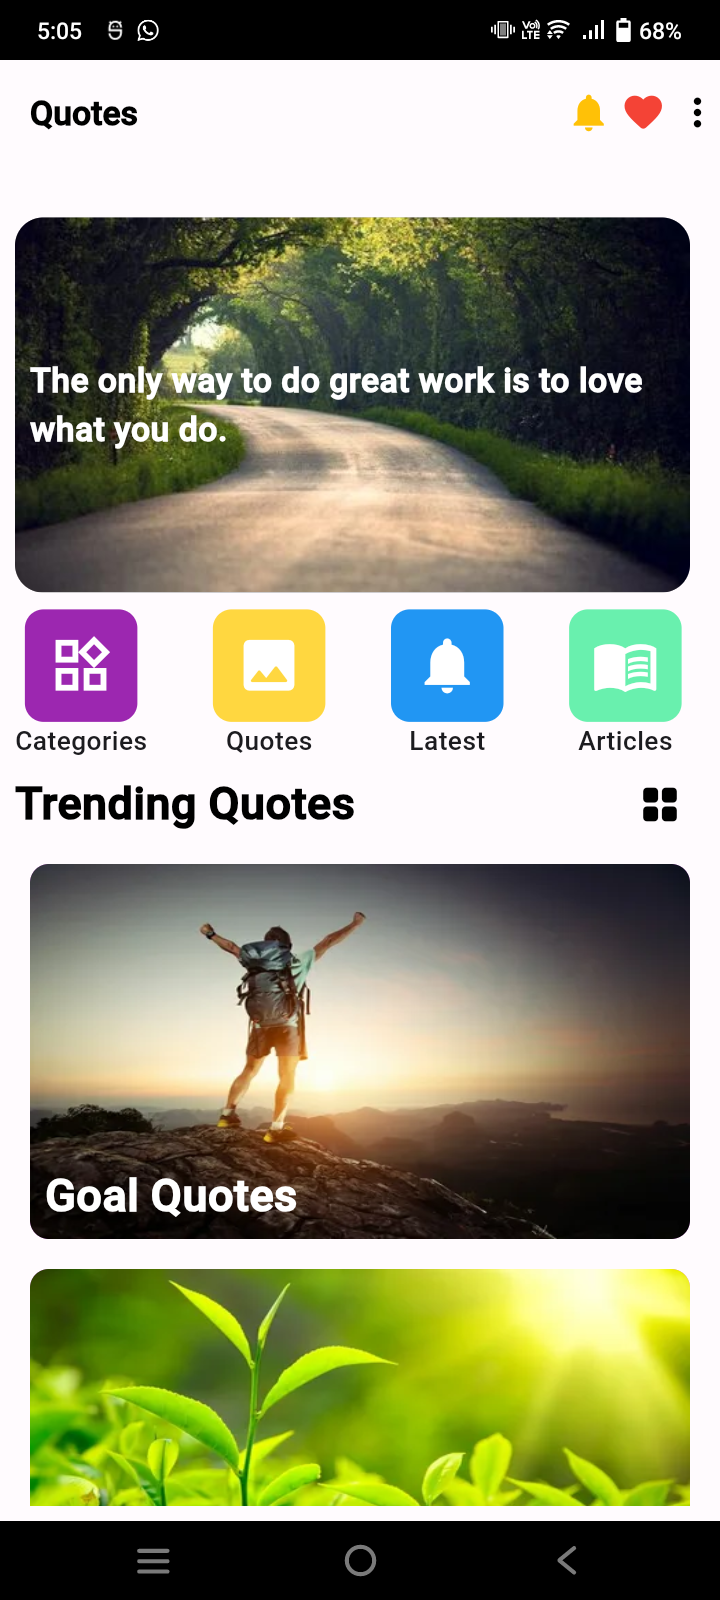 5:05
Vo)
LTE
68%
Quotes
The only way to do great work is to love
what you do.
Categories
Quotes
Latest
Articles
Trending Quotes
Goal Quotes